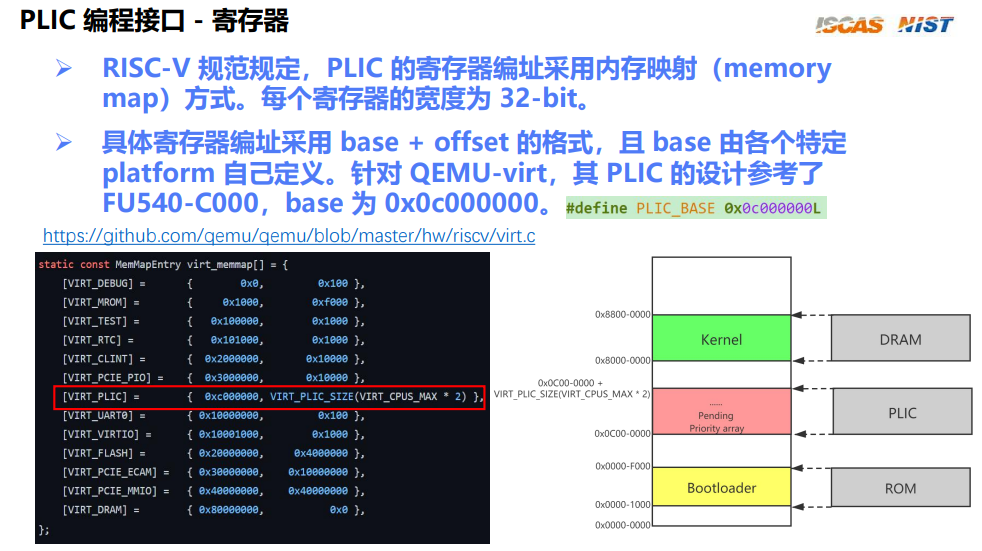 PLIC 编程接口 - 寄存器
ISCAS NIST
➢ RISC-V 规范规定，PLIC 的寄存器编址采用内存映射（memory
map）方式。每个寄存器的宽度为 32-bit。
➢ 具体寄存器编址采用 base + offset 的格式，且 base 由各个特定
platform 自己定义。针对 QEMU-virt，其 PLIC 的设计参考了
FU540-C000，base 为 0x0c000000。 #define PLIC_BASE 0x0c000000L
https://github.com/qemu/qemu/blob/master/hw/riscv/virt.c
static const MemMapEntry virt_memmap[] = {
[VIRT_DEBUG] = { 0x0, 0x100 },
[VIRT_MROM] = { 0x1000, 0xf000 },
[VIRT_TEST] = { 0x100000, 0x1000 },
[VIRT_RTC] = { 0x101000, 0x1000 },
[VIRT_CLINT] = { 0x2000000, 0x10000 },
[VIRT_PCIE_PIO] = { 0x3000000, 0x10000 },
[VIRT_PLIC] = { 0xc000000, VIRT_PLIC_SIZE(VIRT_CPUS_MAX * 2) },
[VIRT_UART0] = { 0x10000000, 0x100 },
[VIRT_VIRTIO] = { 0x10001000, 0x1000 },
[VIRT_FLASH] = { 0x20000000, 0x4000000 },
[VIRT_PCIE_ECAM] = { 0x30000000, 0x10000000 },
[VIRT_PCIE_MMIO] = { 0x40000000, 0x40000000 },
[VIRT_DRAM] = { 0x80000000, 0x0 },
};
0x8800-0000
Kernel
DRAM
0x8000-0000
0x0C00-0000 +
VIRT_PLIC_SIZE(VIRT_CPUS_MAX * 2)
......
Pending
Priority array
PLIC
0x0C00-0000
0x0000-F000
Bootloader
ROM
0x0000-1000
0x0000-0000